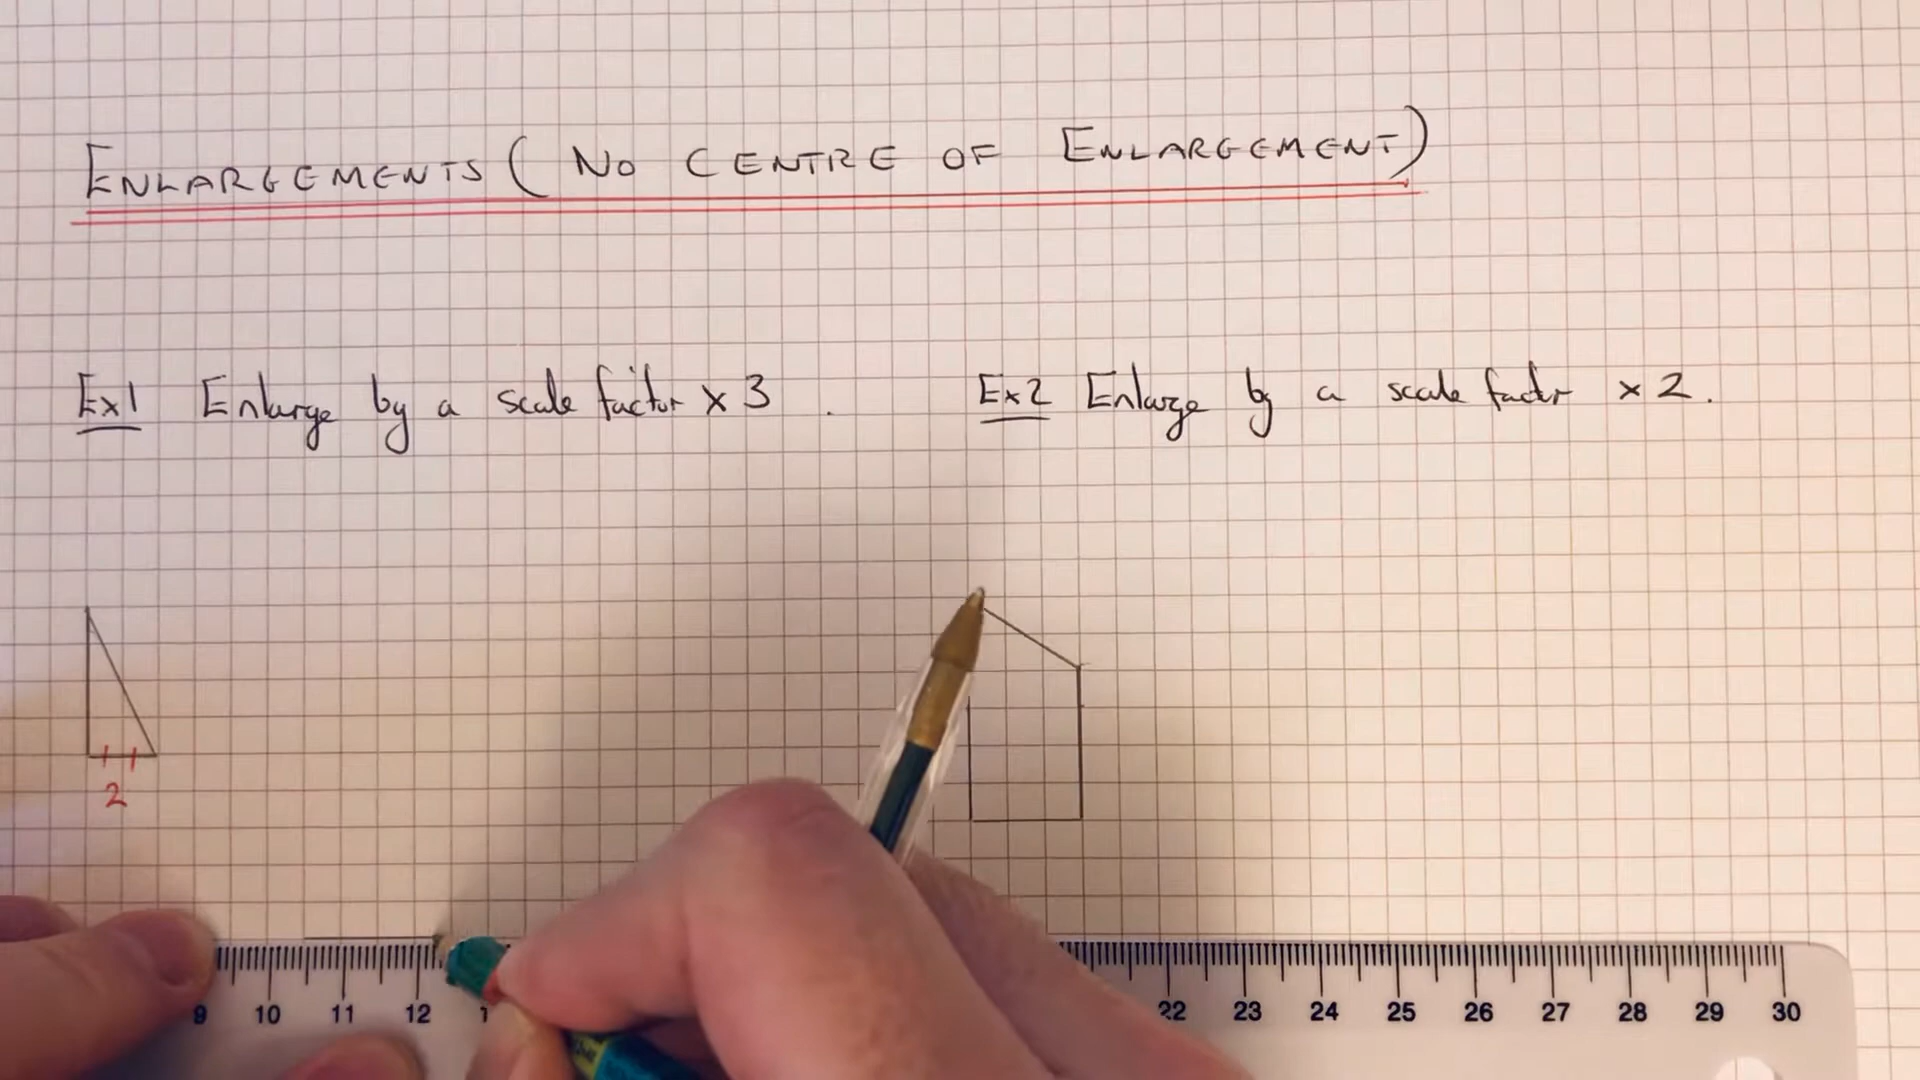 ENLARGEMENTS ( NO CENTRE OF ENLARGEMENT)
Ex1 Enlarge by a scale factor x 3 .
Ex2 Enlarge by a scale factor x 2.
2
9 10 11 12 22 23 24 25 26 27 28 29 30